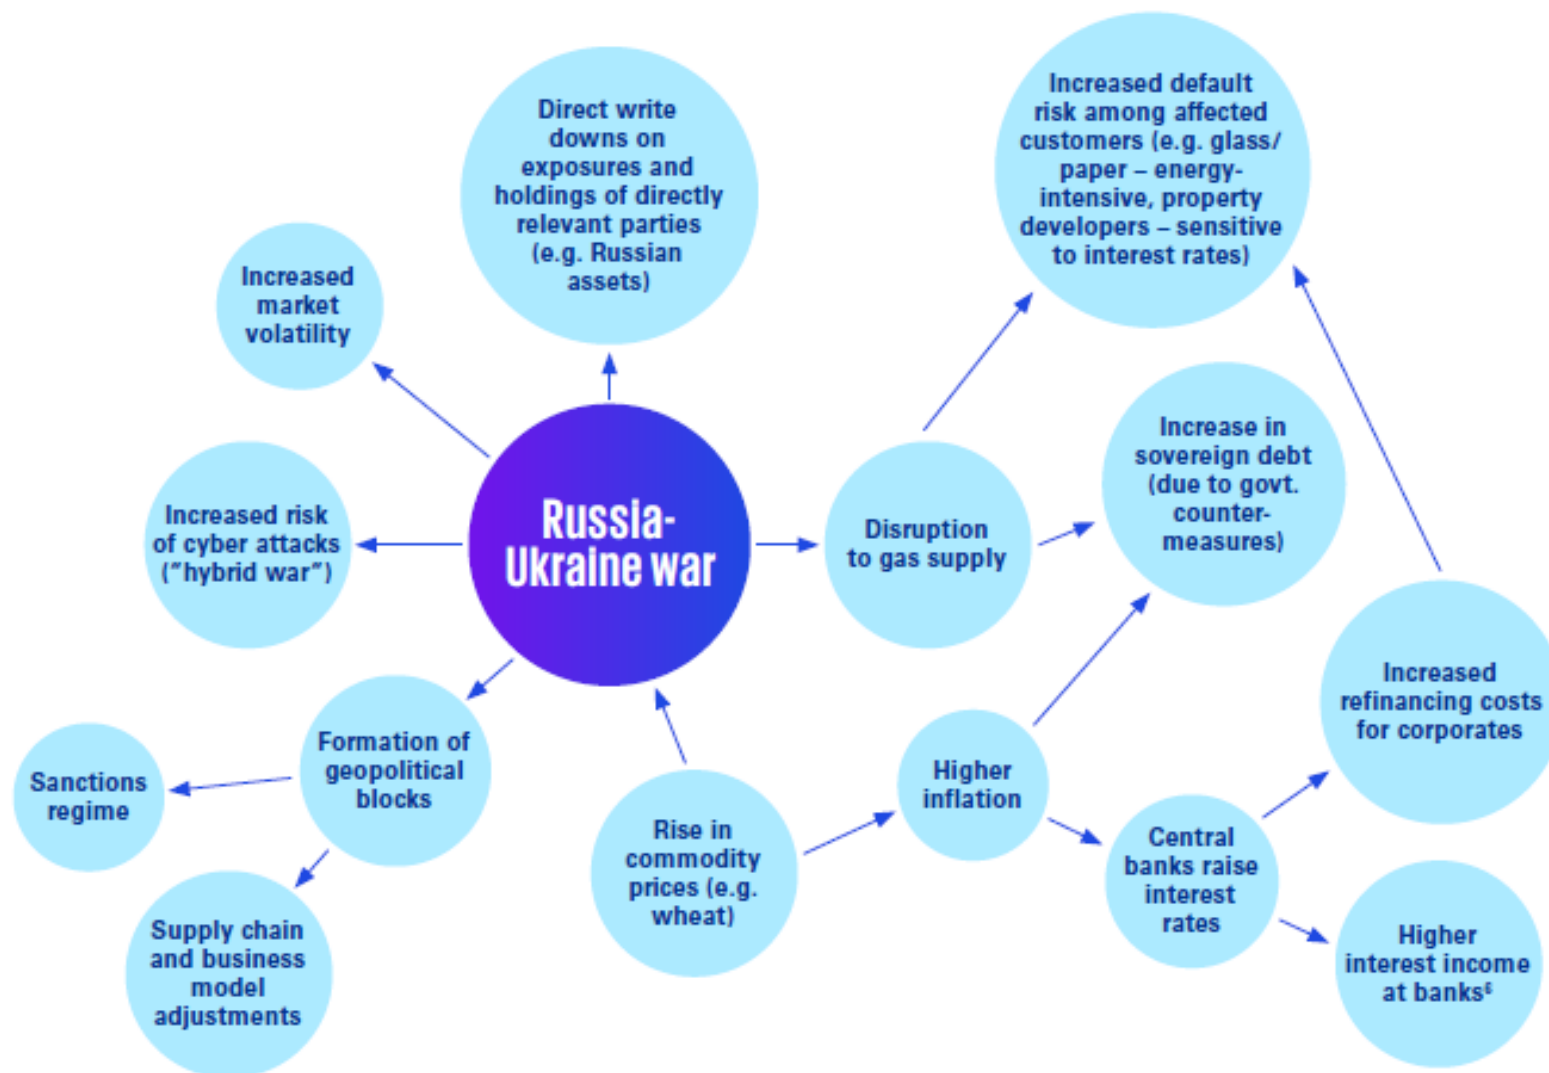 Direct write
downs on
exposures and
holdings of directly
relevant parties
(e.g. Russian
assets)
Increased default
risk among affected
customers (e.g. glass/
paper – energy-
intensive, property
developers – sensitive
to interest rates)
Increased
market
volatility
Increased risk
of cyber attacks
("hybrid war")
Russia-
Ukraine war
Disruption
to gas supply
Increase in
sovereign debt
(due to govt.
counter-
measures)
Increased
refinancing costs
for corporates
Formation of
geopolitical
blocks
Sanctions
regime
Supply chain
and business
model
adjustments
Rise in
commodity
prices (e.g.
wheat)
Higher
inflation
Central
banks raise
interest
rates
Higher
interest income
at banks⁶